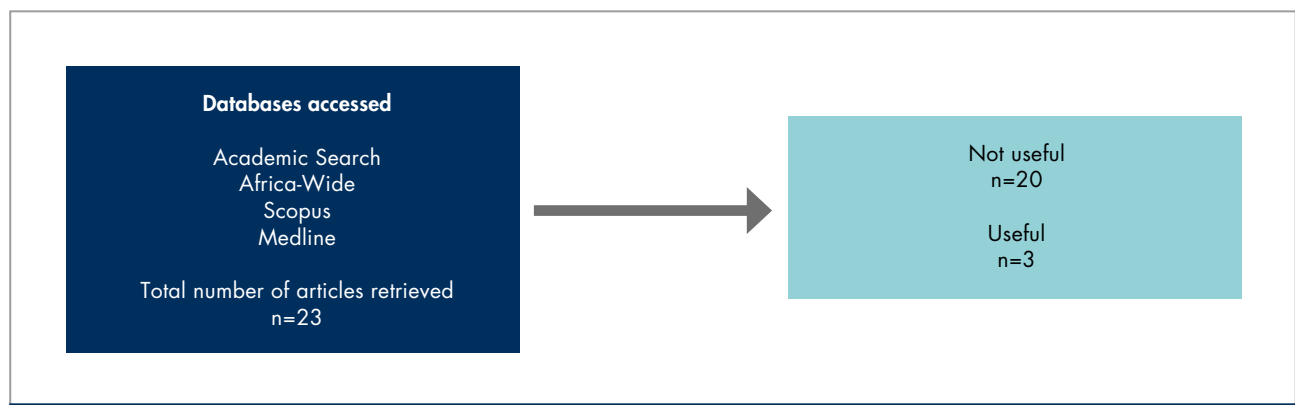 Databases accessed
Academic Search
Africa-Wide
Scopus
Medline
Total number of articles retrieved
n=23
Not useful
n=20
Useful
n=3